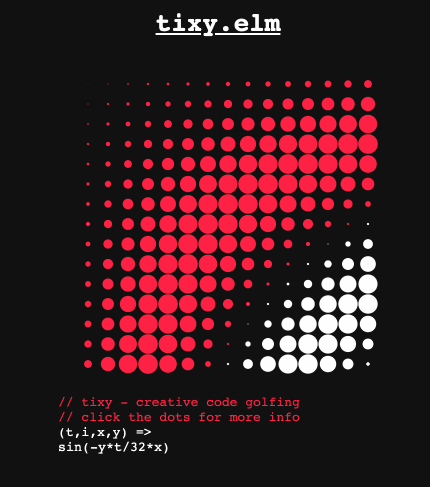 tixy.elm
// tixy - creative code golfing
// click the dots for more info
(t,i,x,y) =>
sin(-y*t/32*x)